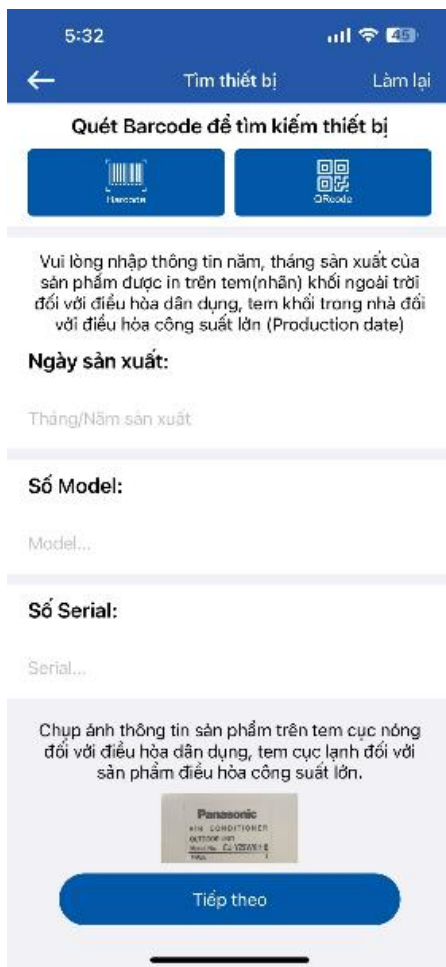 5:32
45
Tìm thiết bị
Làm lại
Quét Barcode để tìm kiếm thiết bị
Barcode
QRcode
Vui lòng nhập thông tin năm, tháng sản xuất của
sản phẩm được in trên tem(nhãn) khối ngoài trời
đối với điều hòa dân dụng, tem khối trong nhà đối
với điều hòa công suất lớn (Production date)
Ngày sản xuất:
Tháng/Năm sản xuất
Số Model:
Model...
Số Serial:
Serial...
Chụp ảnh thông tin sản phẩm trên tem cục nóng
đối với điều hòa dân dụng, tem cục lạnh đối với
sản phẩm điều hòa công suất lớn.
Panasonic
AIR CONDITIONER
OUTDOOR UNIT
Model No.
Tiếp theo